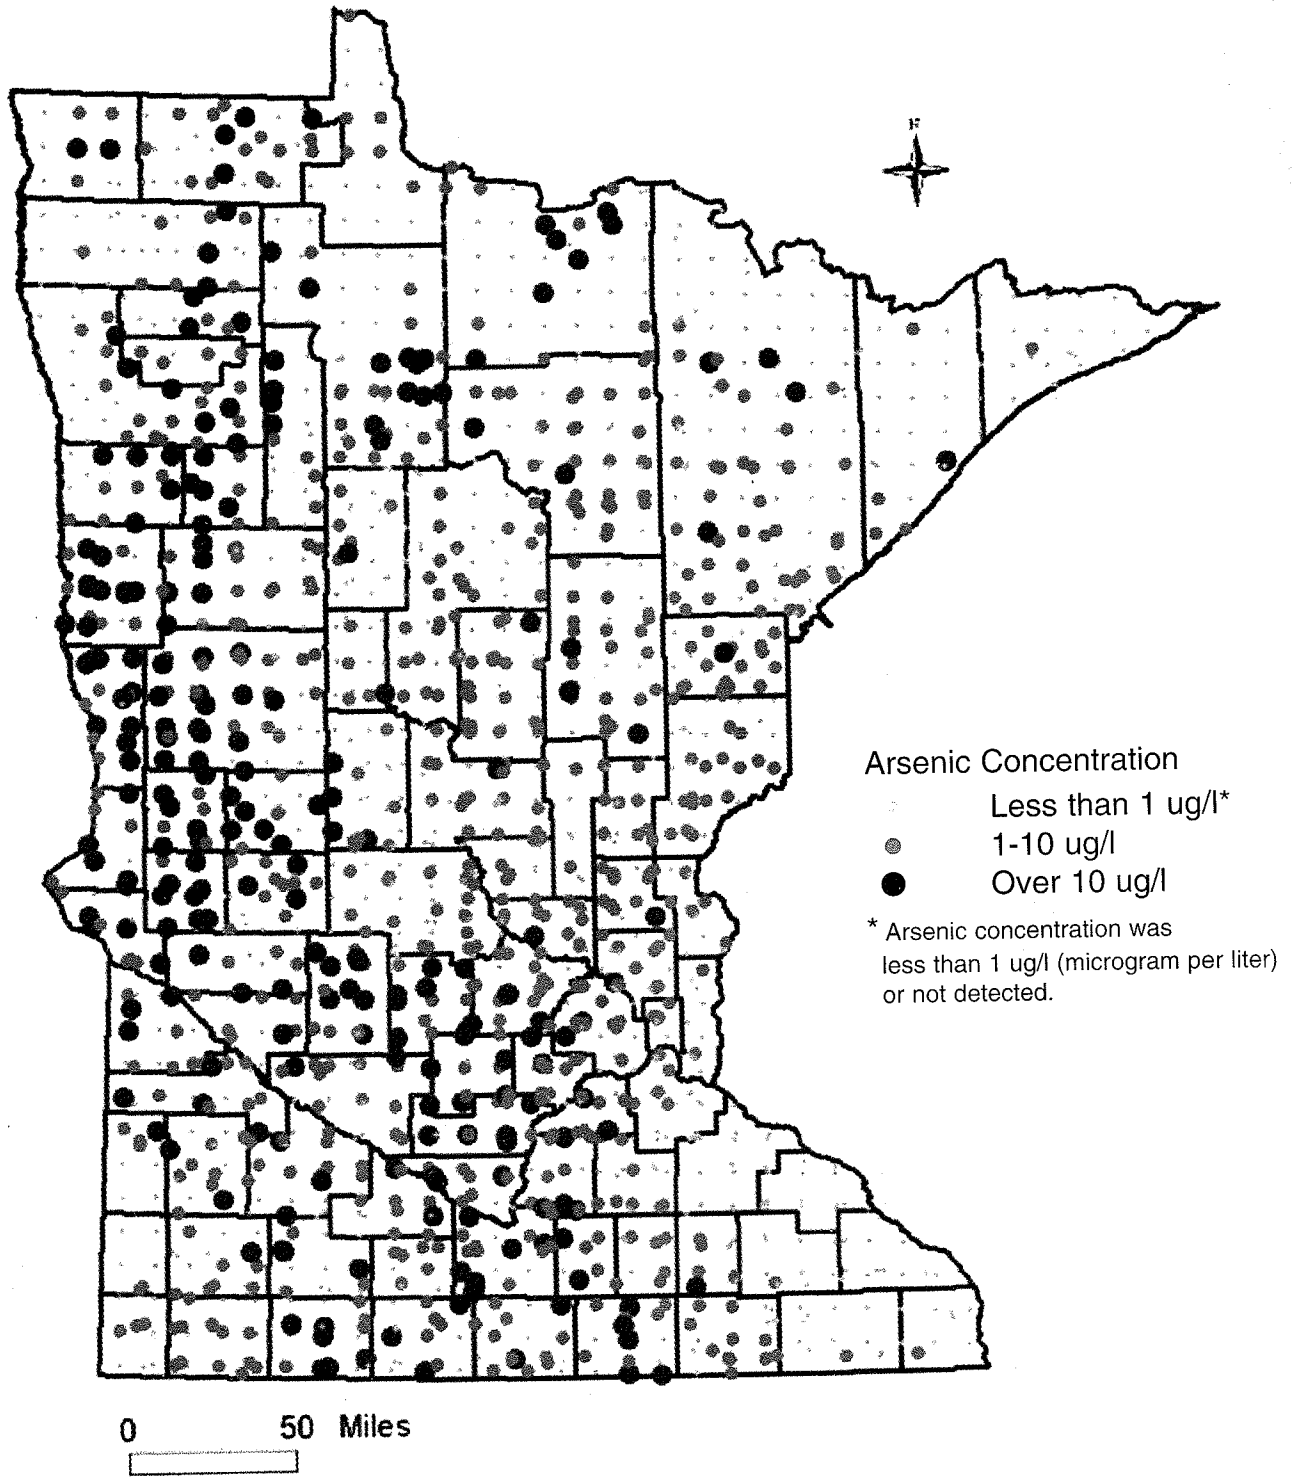 Arsenic Concentration
Less than 1 ug/l*
1-10 ug/l
Over 10 ug/l
* Arsenic concentration was
less than 1 ug/l (microgram per liter)
or not detected.
0 50 Miles